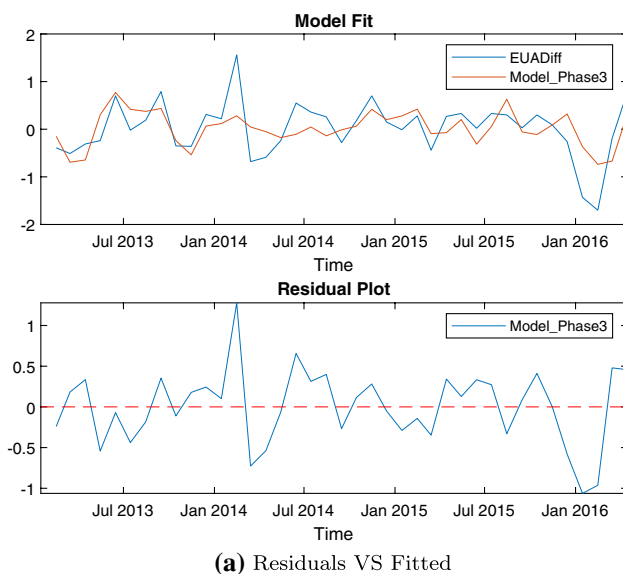 Model Fit
2
1
0
-1
-2
EUADiff
Model_Phase3
Jul 2013
Jan 2014
Jul 2014
Jan 2015
Jul 2015
Jan 2016
Time
Residual Plot
1
0.5
0
-0.5
-1
Model_Phase3
Jul 2013
Jan 2014
Jul 2014
Jan 2015
Jul 2015
Jan 2016
Time
(a) Residuals VS Fitted